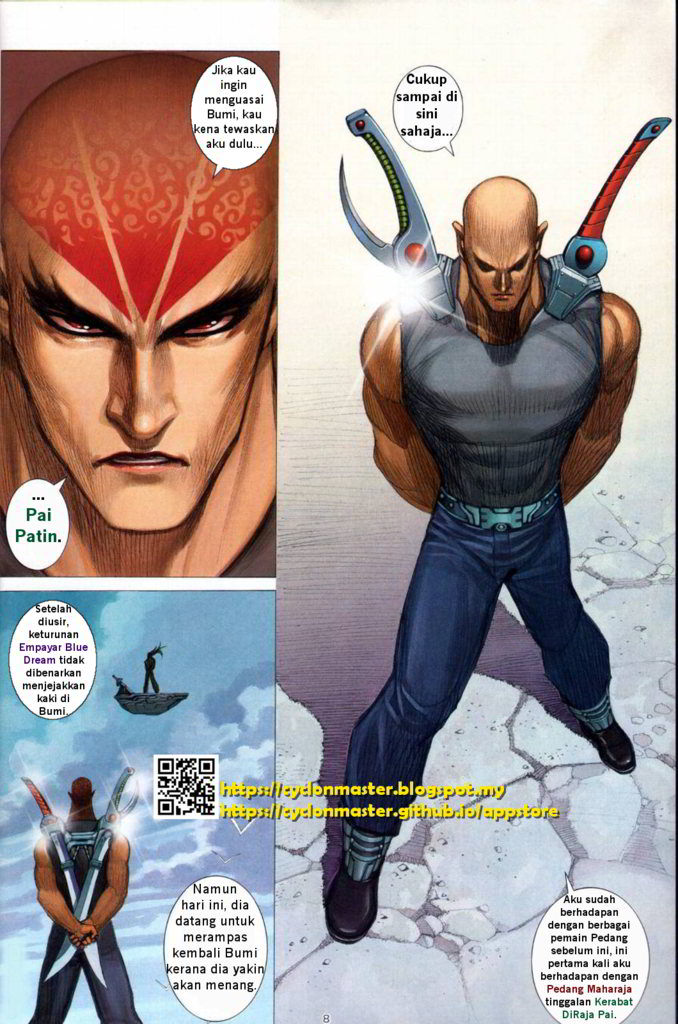 Jika kau
ingin
menguasai
Bumi, kau
kena tewaskan
aku dulu...
...
Pai
Patin.
Cukup
sampai di
sini
sahaja...
Setelah
diusir,
keturunan
Empayar Blue
Dream tidak
dibenarkan
menjejakkan
kaki di
Bumi.
https://cyclonmaster.blogspot.my
https://cyclonmaster.github.io/appstore
Namun
hari ini, dia
datang untuk
merampas
kembali Bumi
kerana dia yakin
akan menang.
Aku sudah
berhadapan
dengan berbagai
pemain Pedang
sebelum ini, ini
pertama kali aku
berhadapan dengan
Pedang Maharaja
tinggalan Kerabat
DiRaja Pai.
8